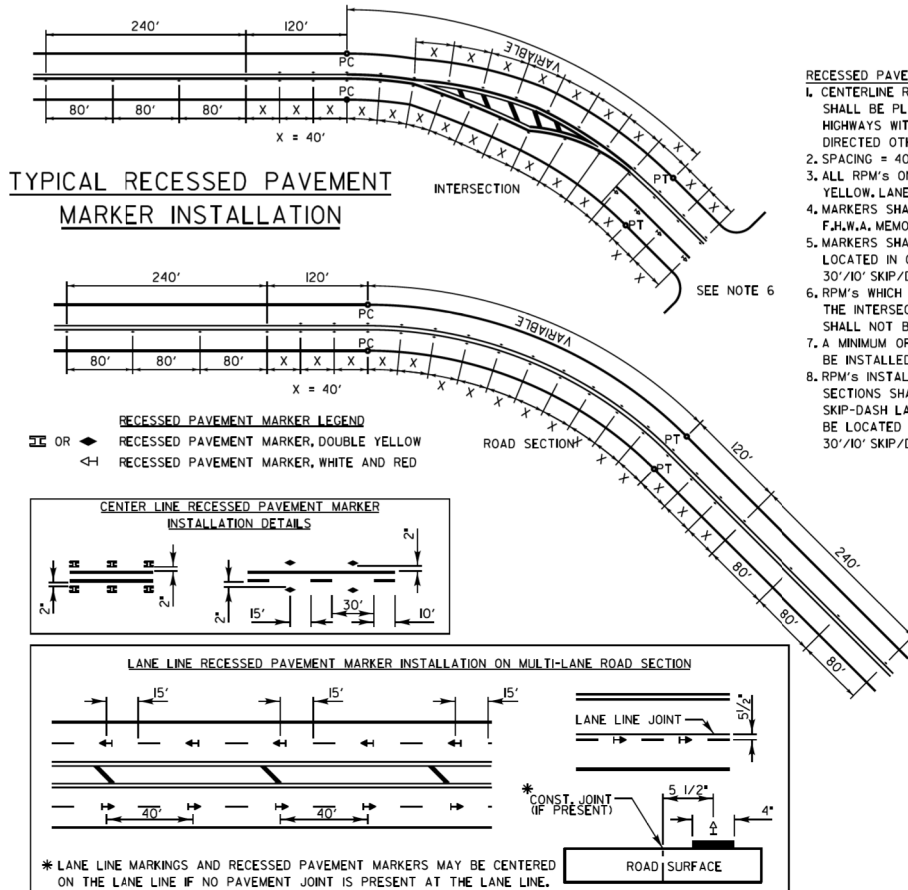 240'
120'
VARIABLE
PC
X X X X X X X X X
PC
80' 80' 80' X X X X X X X X X X X X X X
X = 40'
TYPICAL RECESSED PAVEMENT
MARKER INSTALLATION
INTERSECTION
PT
PT
SEE NOTE 6
RECESSED PAVE
1. CENTERLINE R
SHALL BE PL
HIGHWAYS WIT
DIRECTED OTH
2. SPACING = 40
3. ALL RPM's ON
YELLOW. LANE
4. MARKERS SHA
F.H.W.A. MEMO
5. MARKERS SHA
LOCATED IN
30'/10' SKIP/D
6. RPM's WHICH
THE INTERSEC
SHALL NOT B
7. A MINIMUM OF
BE INSTALLED
8. RPM's INSTAL
SECTIONS SHA
SKIP-DASH LA
BE LOCATED
30'/10' SKIP/D
240'
120'
VARIABLE
PC
PC
80' 80' 80' X X X X X X X X X X X X X X X X X
X = 40'
PT
PT
120'
240'
80'
80'
80'
ROAD SECTION
RECESSED PAVEMENT MARKER LEGEND
OR RECESSED PAVEMENT MARKER, DOUBLE YELLOW
RECESSED PAVEMENT MARKER, WHITE AND RED
CENTER LINE RECESSED PAVEMENT MARKER
INSTALLATION DETAILS
2"
2"
2"
2"
15'
30'
10'
LANE LINE RECESSED PAVEMENT MARKER INSTALLATION ON MULTI-LANE ROAD SECTION
15' 15' 15'
40' 40'
LANE LINE JOINT
5 1/2"
* CONST. JOINT
(IF PRESENT)
5 1/2"
4"
ROAD SURFACE
* LANE LINE MARKINGS AND RECESSED PAVEMENT MARKERS MAY BE CENTERED
ON THE LANE LINE IF NO PAVEMENT JOINT IS PRESENT AT THE LANE LINE.